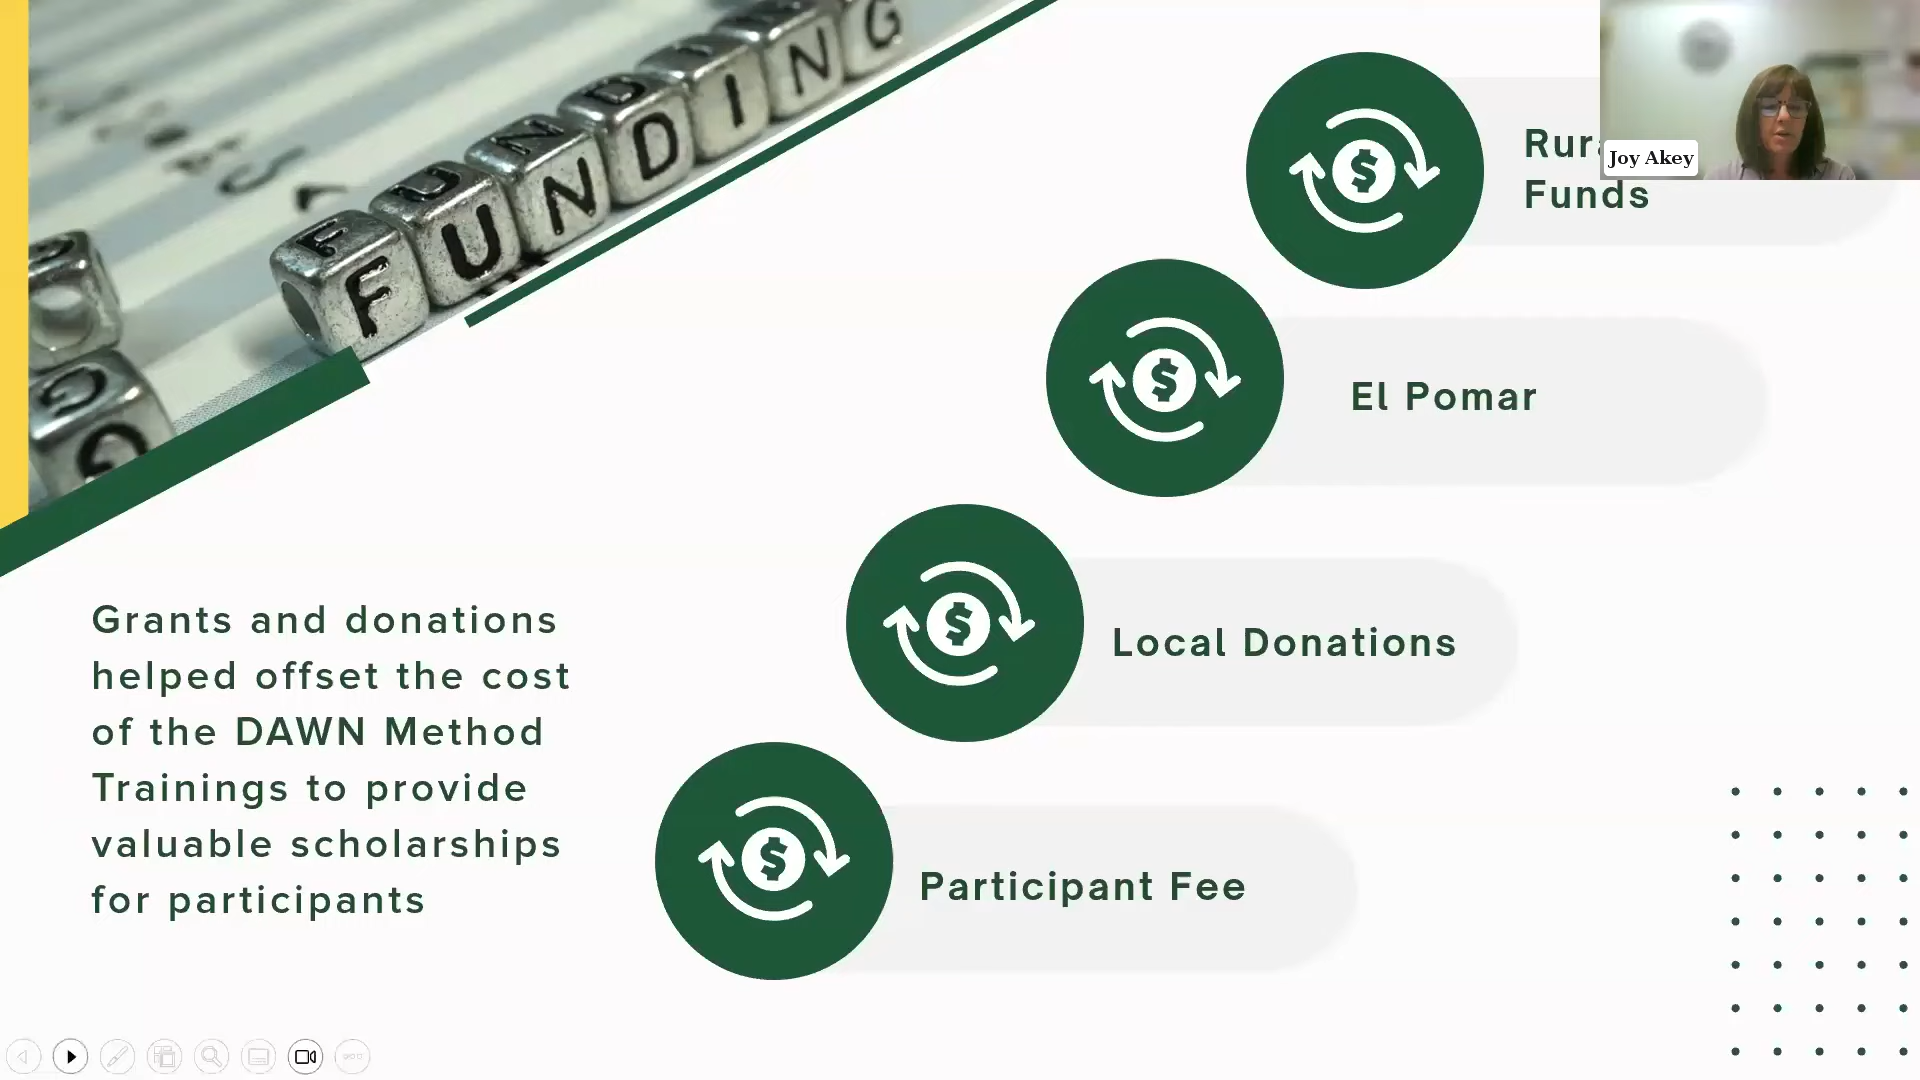 FUNDING
Joy Akey
Funds
El Pomar
Local Donations
Participant Fee
Grants and donations
helped offset the cost
of the DAWN Method
Trainings to provide
valuable scholarships
for participants